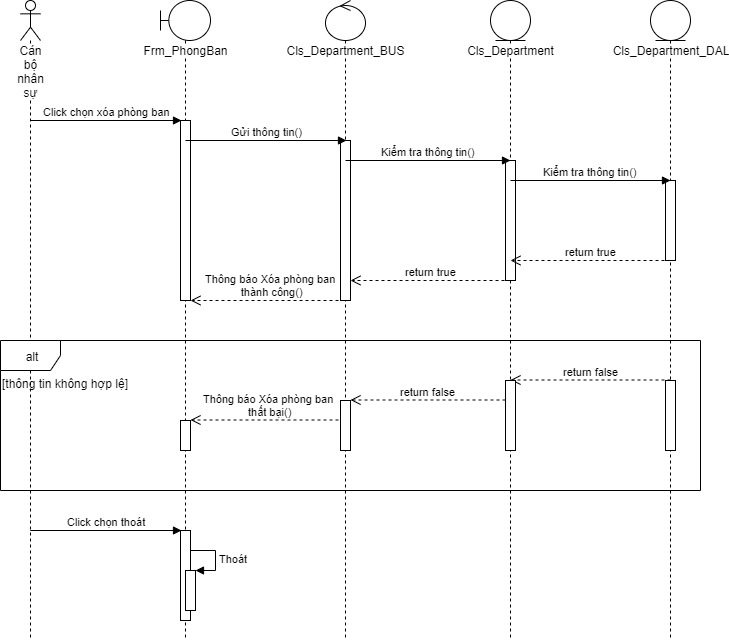 Cán
bộ
nhân
sự
Frm_PhongBan
Cls_Department_BUS
Cls_Department
Cls_Department_DAL
Click chọn xóa phòng ban
Gửi thông tin()
Kiểm tra thông tin()
Kiểm tra thông tin()
return true
return true
Thông báo Xóa phòng ban
thành công()
alt
[thông tin không hợp lệ]
return false
return false
Thông báo Xóa phòng ban
thất bại()
Click chọn thoát
Thoát